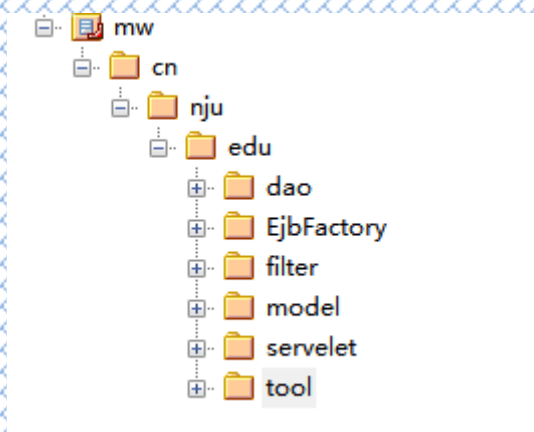 mw
cn
nju
edu
dao
EjbFactory
filter
model
servelet
tool